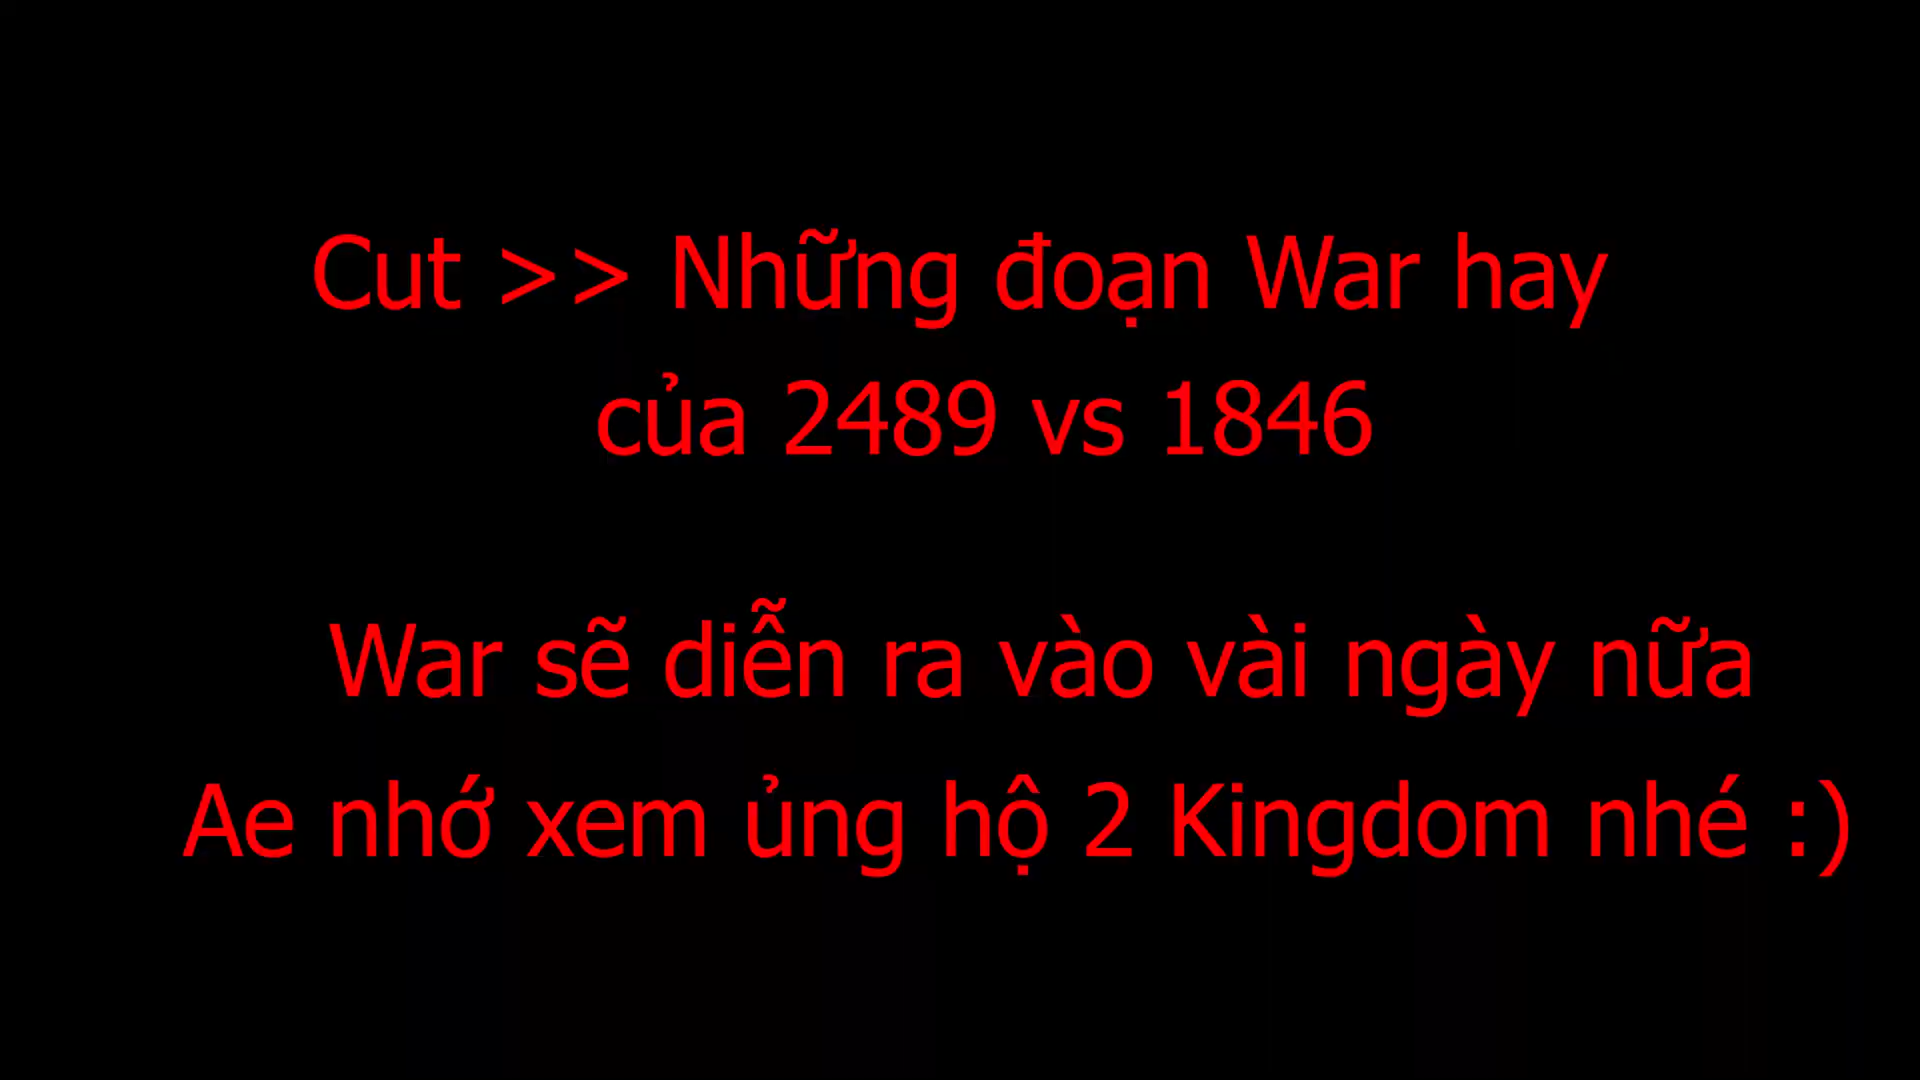 Cut >> Những đoạn War hay
của 2489 vs 1846
War sẽ diễn ra vào vài ngày nữa
Ae nhớ xem ủng hộ 2 Kingdom nhé :)